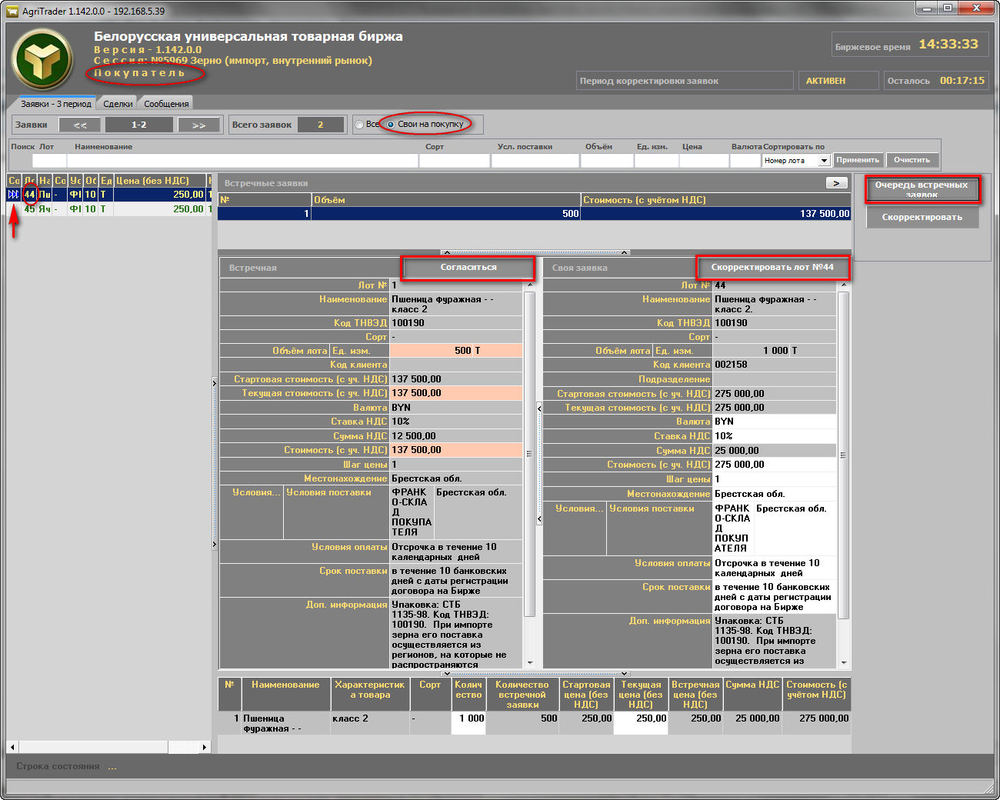 AgriTrader 1.142.0.0 - 192.168.5.39
Белорусская универсальная товарная биржа
Версия - 1.142.0.0
Сессия: №5969 Зерно (импорт, внутренний рынок)
Покупатель
Биржевое время 14:33:33
Период корректировки заявок АКТИВЕН Осталось 00:17:15
Заявки - 3 период Сделки Сообщения
Заявки << 1-2 >> Всего заявок 2 Все Свои на покупку
Поиск Лот Наименование Сорт Усл. поставки Объём Ед. изм. Цена Валюта Сортировать по
Номер лота Применить Очистить
Со Ло На Со Ус Об Ед Цена (без НДС)
44 Пш - ФР 10 Т 250,00 1
45 Яч - ФР 10 Т 250,00 1
Встречные заявки >
№ Объём Стоимость (с учётом НДС)
1 500 137 500,00
Очередь встречных
заявок
Скорректировать
Встречная Согласиться
Лот № 1
Наименование Пшеница фуражная - -
класс 2
Код ТНВЭД 100190
Сорт -
Объём лота Ед. изм. 500 Т
Код клиента
Стартовая стоимость (с уч. НДС) 137 500,00
Текущая стоимость (с уч. НДС) 137 500,00
Валюта BYN
Ставка НДС 10%
Сумма НДС 12 500,00
Стоимость (с уч. НДС) 137 500,00
Шаг цены 1
Местонахождение Брестская обл.
Условия... Условия поставки ФРАНК Брестская обл.
О-СКЛА
Д
ПОКУПА
ТЕЛЯ
Условия оплаты Отсрочка в течение 10
календарных дней
Срок поставки в течение 10 банковских
дней с даты регистрации
договора на Бирже
Доп. информация Упаковка: СТБ
1135-98. Код ТНВЭД:
100190. При импорте
зерна его поставка
осуществляется из
регионов, на которые не
распространяются
Своя заявка Скорректировать лот №44
Лот № 44
Наименование Пшеница фуражная - -
класс 2.
Код ТНВЭД 100190
Сорт -
Объём лота Ед. изм. 1 000 Т
Код клиента 002158
Подразделение
Стартовая стоимость (с уч. НДС) 275 000,00
Текущая стоимость (с уч. НДС) 275 000,00
Валюта BYN
Ставка НДС 10%
Сумма НДС 25 000,00
Стоимость (с уч. НДС) 275 000,00
Шаг цены 1
Местонахождение Брестская обл.
Условия... Условия поставки ФРАНК Брестская обл.
О-СКЛА
Д
ПОКУП
АТЕЛЯ
Условия оплаты Отсрочка в течение 10
календарных дней
Срок поставки в течение 10 банковских
дней с даты регистрации
договора на Бирже
Доп. информация Упаковка: СТБ
1135-98. Код ТНВЭД:
100190. При импорте
зерна его поставка
осуществляется из
№ Наименование Характеристик Сорт Колич Количество Стартовая Текущая Встречная Сумма НДС Стоимость (с
а товара ество встречной цена (без цена (без цена (без учётом НДС)
заявки НДС) НДС) НДС)
1 Пшеница класс 2 - 1 000 500 250,00 250,00 250,00 25 000,00 275 000,00
фуражная - -
Строка состояния ...